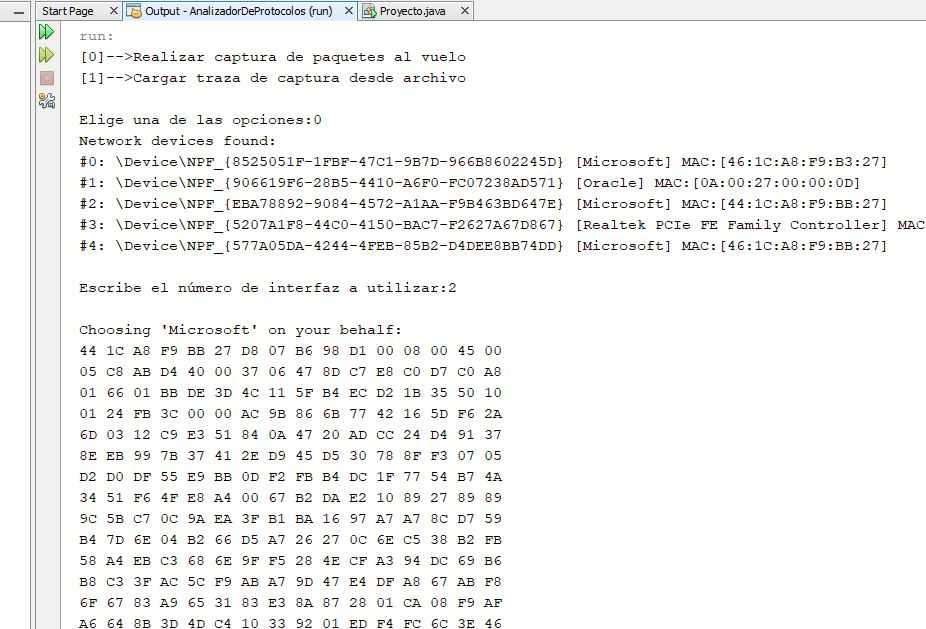 Start Page
Output - AnalizadorDeProtocolos (run)
Proyecto.java
run:
[0]-->Realizar captura de paquetes al vuelo
[1]-->Cargar traza de captura desde archivo
Elige una de las opciones:0
Network devices found:
#0: \Device\NPF_{8525051F-1FBF-47C1-9B7D-966B8602245D} [Microsoft] MAC:[46:1C:A8:F9:B3:27]
#1: \Device\NPF_{906619F6-28B5-4410-A6F0-FC07238AD571} [Oracle] MAC:[0A:00:27:00:00:0D]
#2: \Device\NPF_{EBA78892-9084-4572-A1AA-F9B463BD647E} [Microsoft] MAC:[44:1C:A8:F9:BB:27]
#3: \Device\NPF_{5207A1F8-44C0-4150-BAC7-F2627A67D867} [Realtek PCIe FE Family Controller] MAC
#4: \Device\NPF_{577A05DA-4244-4FEB-85B2-D4DEE8BB74DD} [Microsoft] MAC:[46:1C:A8:F9:BB:27]
Escribe el número de interfaz a utilizar:2
Choosing 'Microsoft' on your behalf:
44 1C A8 F9 BB 27 D8 07 B6 98 D1 00 08 00 45 00
05 C8 AB D4 40 00 37 06 47 8D C7 E8 C0 D7 C0 A8
01 66 01 BB DE 3D 4C 11 5F B4 EC D2 1B 35 50 10
01 24 FB 3C 00 00 AC 9B 86 6B 77 42 16 5D F6 2A
6D 03 12 C9 E3 51 84 0A 47 20 AD CC 24 D4 91 37
8E EB 99 7B 37 41 2E D9 45 D5 30 78 8F F3 07 05
D2 D0 DF 55 E9 BB 0D F2 FB B4 DC 1F 77 54 B7 4A
34 51 F6 4F E8 A4 00 67 B2 DA E2 10 89 27 89 89
9C 5B C7 0C 9A EA 3F B1 BA 16 97 A7 A7 8C D7 59
B4 7D 6E 04 B2 66 D5 A7 26 27 0C 6E C5 38 B2 FB
58 A4 EB C3 68 6E 9F F5 28 4E CF A3 94 DC 69 B6
B8 C3 3F AC 5C F9 AB A7 9D 47 E4 DF A8 67 AB F8
6F 67 83 A9 65 31 83 E3 8A 87 28 01 CA 08 F9 AF
A6 64 8B 3D 4D C4 10 33 92 01 ED F4 FC 6C 3E 46